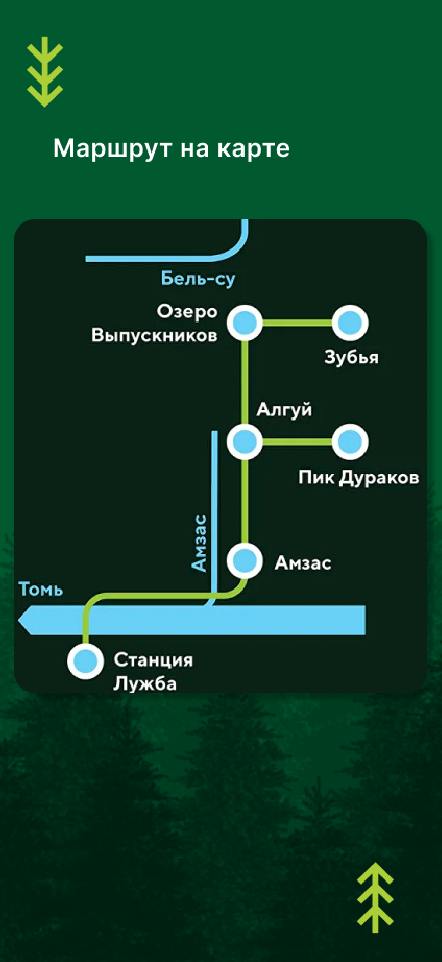 Маршрут на карте
Бель-су
Озеро
Выпускников
Зубья
Алгуй
Пик Дураков
Амзас
Амзас
Томь
Станция
Лужба